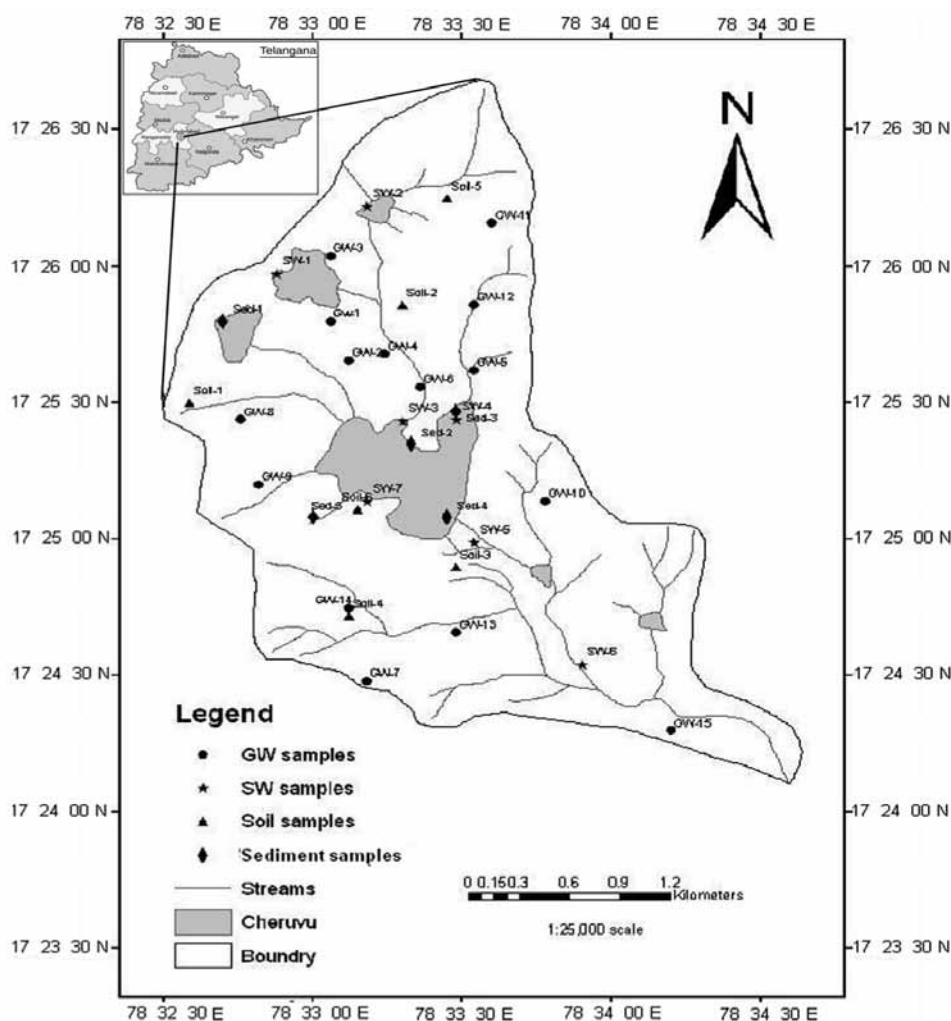 78 32 30 E
78 33 00 E
78 33 30 E
78 34 00 E
78 34 30 E
Telangana
N
17 26 30 N
17 26 30 N
17 26 00 N
17 26 00 N
17 25 30 N
17 25 30 N
17 25 00 N
17 25 00 N
17 24 30 N
17 24 30 N
17 24 00 N
17 24 00 N
17 23 30 N
17 23 30 N
SW-2
Soil-5
GW-11
GW-3
SW-1
Soil-2
GW-12
Sed-1
GW-1
GW-2
GW-4
GW-5
GW-6
Soil-1
GW-8
SW-3
SW-4
Sed-3
Sed-2
GW-9
SW-7
Sed-4
GW-10
SW-5
Soil-3
GW-14
Soil-4
GW-13
SW-6
GW-7
GW-15
Legend
GW samples
SW samples
Soil samples
Sediment samples
Streams
Cheruvu
Boundry
0 0.15 0.3 0.6 0.9 1.2
Kilometers
1:25,000 scale
78 32 30 E
78 33 00 E
78 33 30 E
78 34 00 E
78 34 30 E